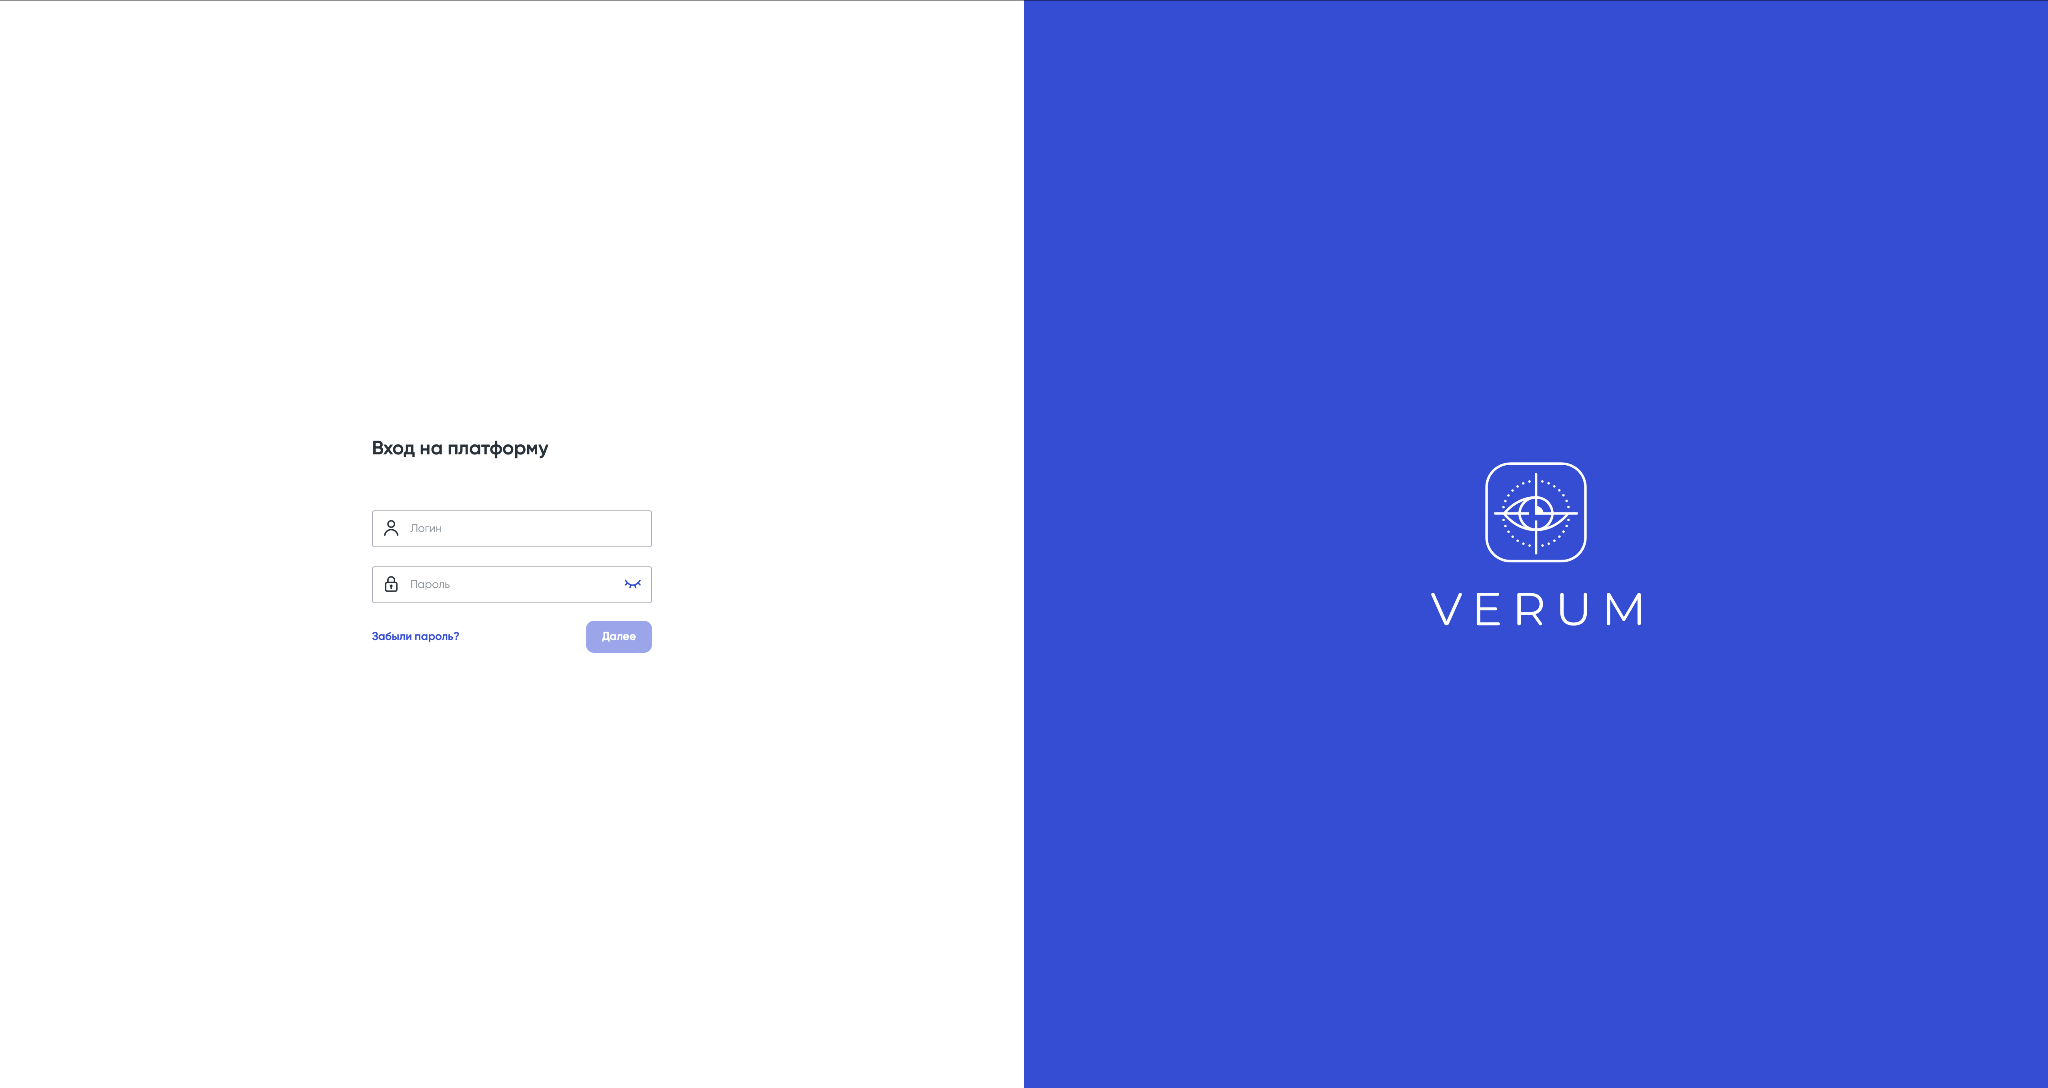 Вход на платформу
Логин
Пароль
Забыли пароль?
Далее
VERUM